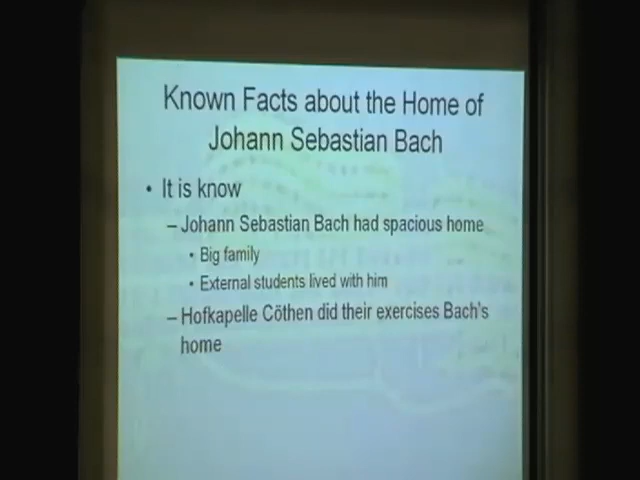 Known Facts about the Home of
Johann Sebastian Bach
• It is know
– Johann Sebastian Bach had spacious home
• Big family
• External students lived with him
– Hofkapelle Cöthen did their exercises Bach's
home